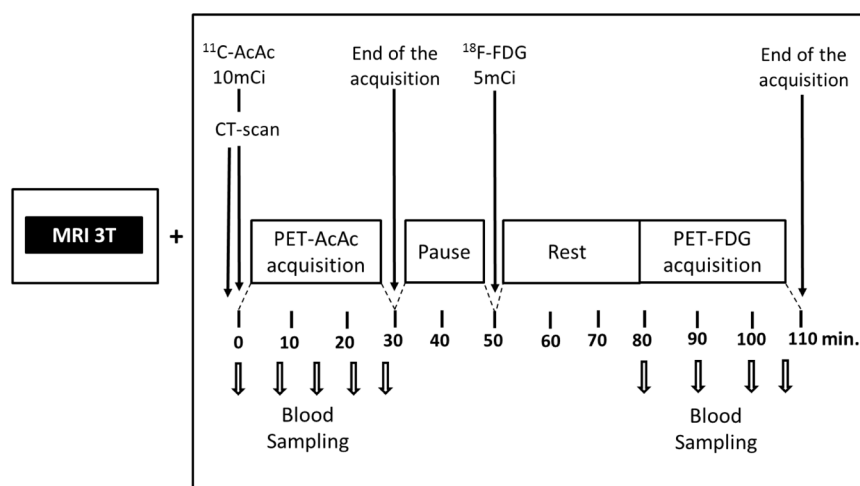 ¹¹C-AcAc
10mCi
CT-scan
End of the
acquisition
¹⁸F-FDG
5mCi
End of the
acquisition
MRI 3T
+
PET-AcAc
acquisition
Pause
Rest
PET-FDG
acquisition
0 10 20 30 40 50 60 70 80 90 100 110 min.
Blood
Sampling
Blood
Sampling